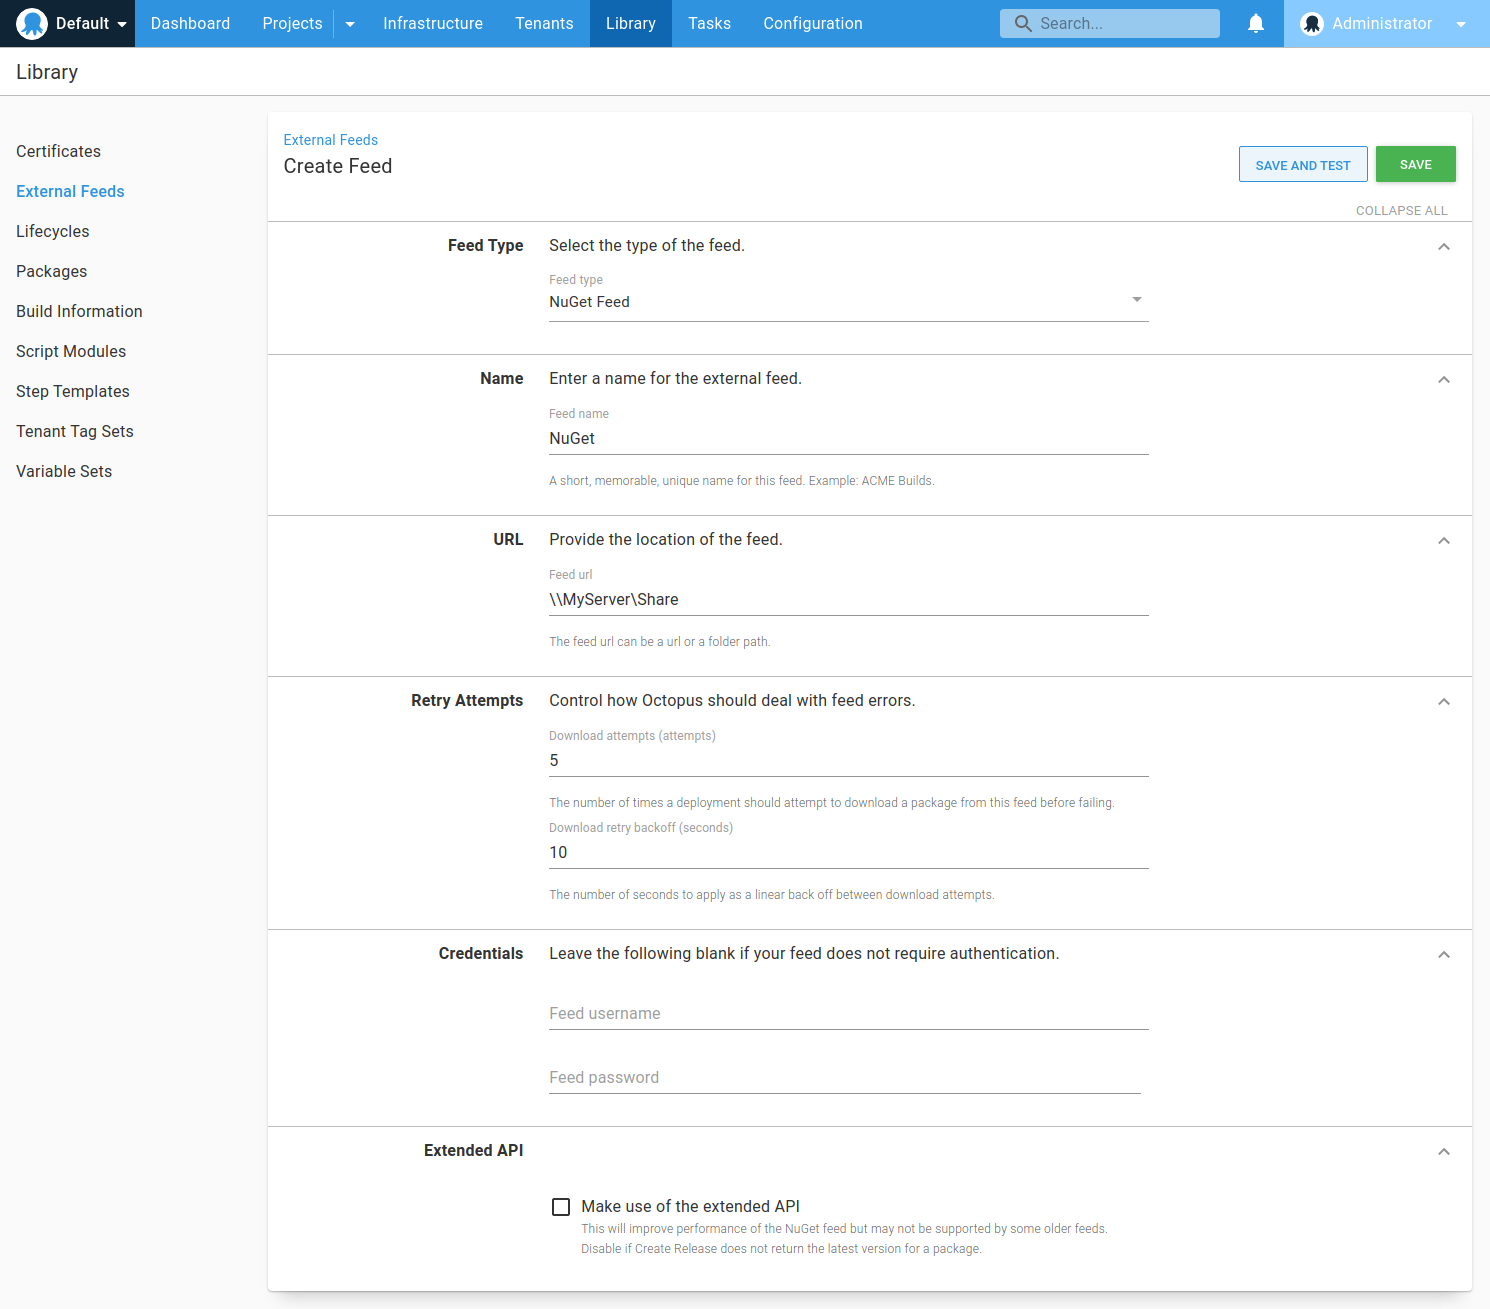 Default Dashboard Projects Infrastructure Tenants Library Tasks Configuration Search... Administrator
Library
Certificates
External Feeds
Lifecycles
Packages
Build Information
Script Modules
Step Templates
Tenant Tag Sets
Variable Sets
External Feeds
Create Feed
SAVE AND TEST SAVE
COLLAPSE ALL
Feed Type Select the type of the feed.
Feed type
NuGet Feed
Name Enter a name for the external feed.
Feed name
NuGet
A short, memorable, unique name for this feed. Example: ACME Builds.
URL Provide the location of the feed.
Feed url
\\MyServer\Share
The feed url can be a url or a folder path.
Retry Attempts Control how Octopus should deal with feed errors.
Download attempts (attempts)
5
The number of times a deployment should attempt to download a package from this feed before failing.
Download retry backoff (seconds)
10
The number of seconds to apply as a linear back off between download attempts.
Credentials Leave the following blank if your feed does not require authentication.
Feed username
Feed password
Extended API
Make use of the extended API
This will improve performance of the NuGet feed but may not be supported by some older feeds.
Disable if Create Release does not return the latest version for a package.